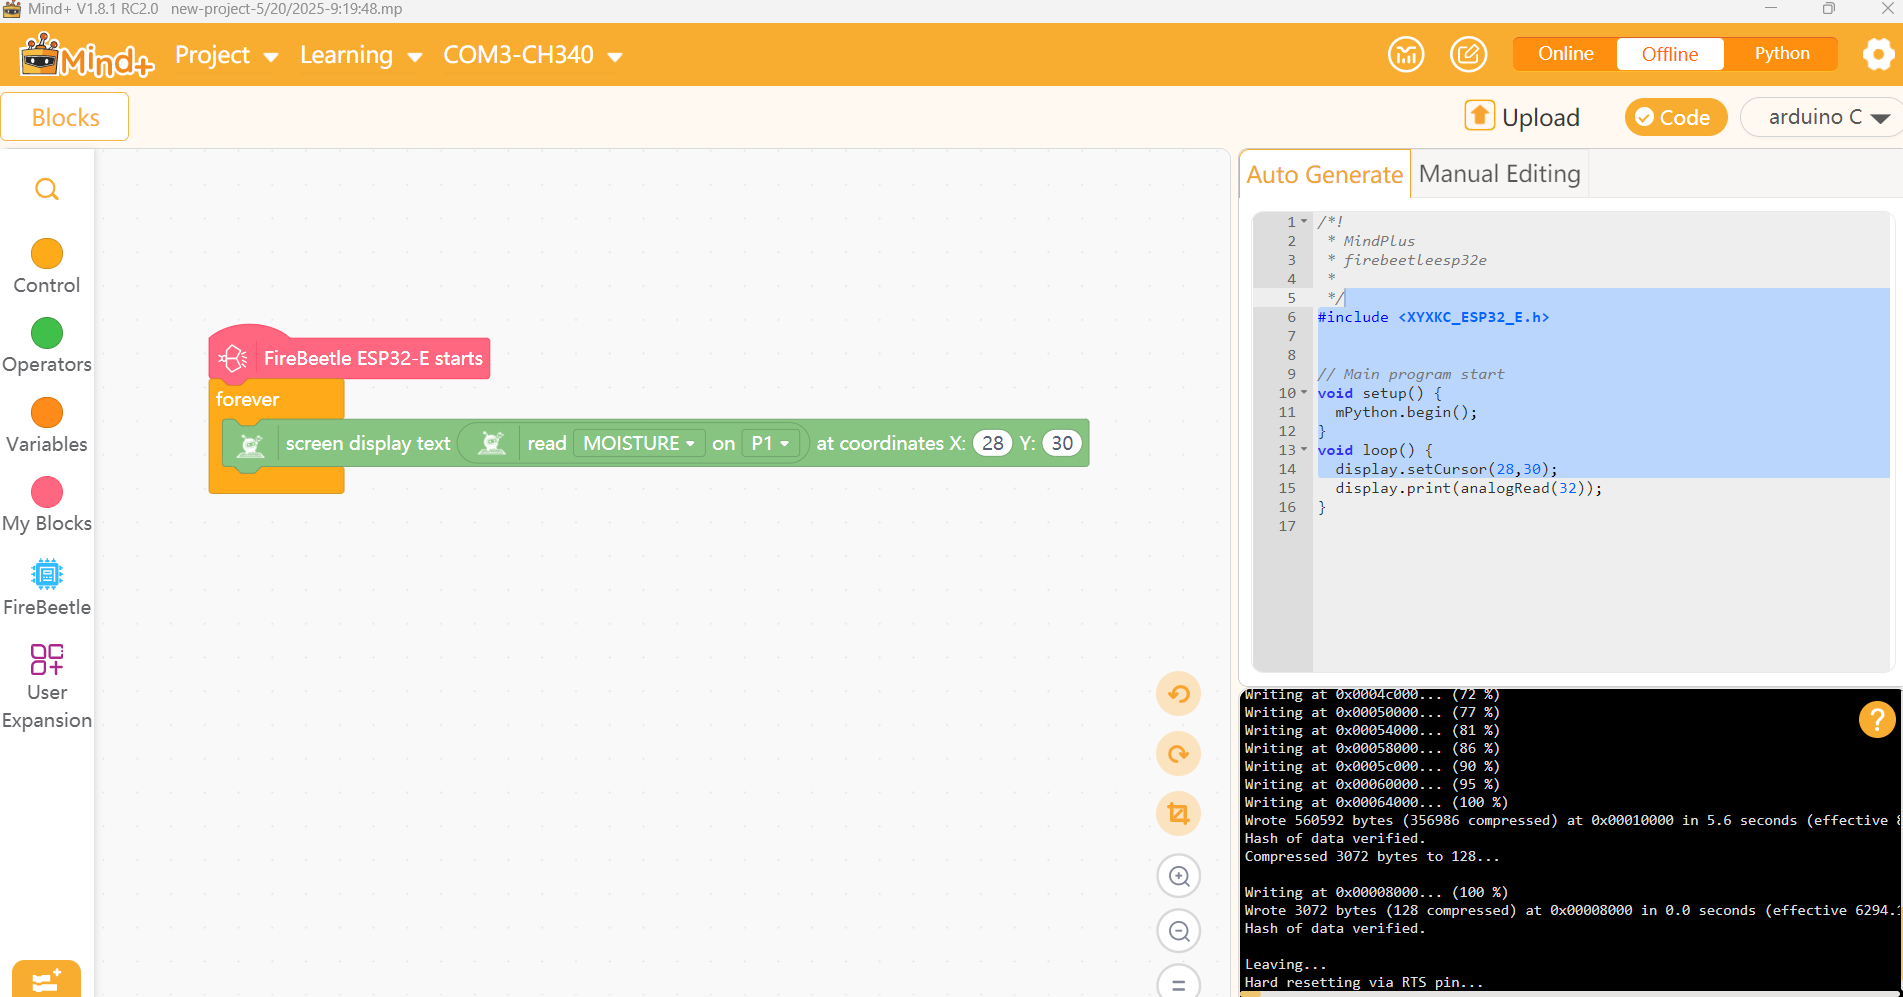 Mind+ V1.8.1 RC2.0 new-project-5/20/2025-9:19:48.mp
Mind+ Project Learning COM3-CH340 Online Offline Python
Blocks Upload Code arduino C
Control
Operators
Variables
My Blocks
FireBeetle
User
Expansion
FireBeetle ESP32-E starts
forever
screen display text read MOISTURE on P1 at coordinates X: 28 Y: 30
=
Auto Generate Manual Editing
1 /*!
2 * MindPlus
3 * firebeetleesp32e
4 *
5 */
6 #include <XYXKC_ESP32_E.h>
7
8
9 // Main program start
10 void setup() {
11 mPython.begin();
12 }
13 void loop() {
14 display.setCursor(28,30);
15 display.print(analogRead(32));
16 }
17
Writing at 0x0004c000... (72 %)
Writing at 0x00050000... (77 %)
Writing at 0x00054000... (81 %)
Writing at 0x00058000... (86 %)
Writing at 0x0005c000... (90 %)
Writing at 0x00060000... (95 %)
Writing at 0x00064000... (100 %)
Wrote 560592 bytes (356986 compressed) at 0x00010000 in 5.6 seconds (effective
Hash of data verified.
Compressed 3072 bytes to 128...
Writing at 0x00008000... (100 %)
Wrote 3072 bytes (128 compressed) at 0x00008000 in 0.0 seconds (effective 6294.
Hash of data verified.
Leaving...
Hard resetting via RTS pin...
?